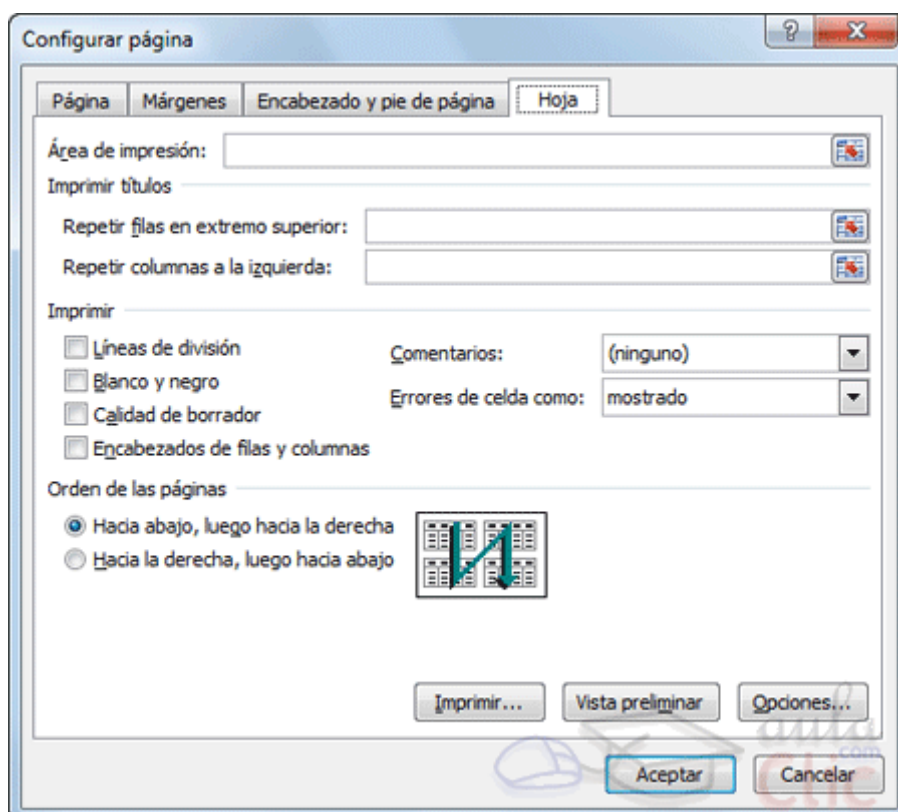 Configurar página
Página Márgenes Encabezado y pie de página Hoja
Área de impresión:
Imprimir títulos
Repetir filas en extremo superior:
Repetir columnas a la izquierda:
Imprimir
Líneas de división
Comentarios: (ninguno)
Blanco y negro
Errores de celda como: mostrado
Calidad de borrador
Encabezados de filas y columnas
Orden de las páginas
Hacia abajo, luego hacia la derecha
Hacia la derecha, luego hacia abajo
Imprimir... Vista preliminar Opciones...
aula
.com
Clic
Aceptar Cancelar